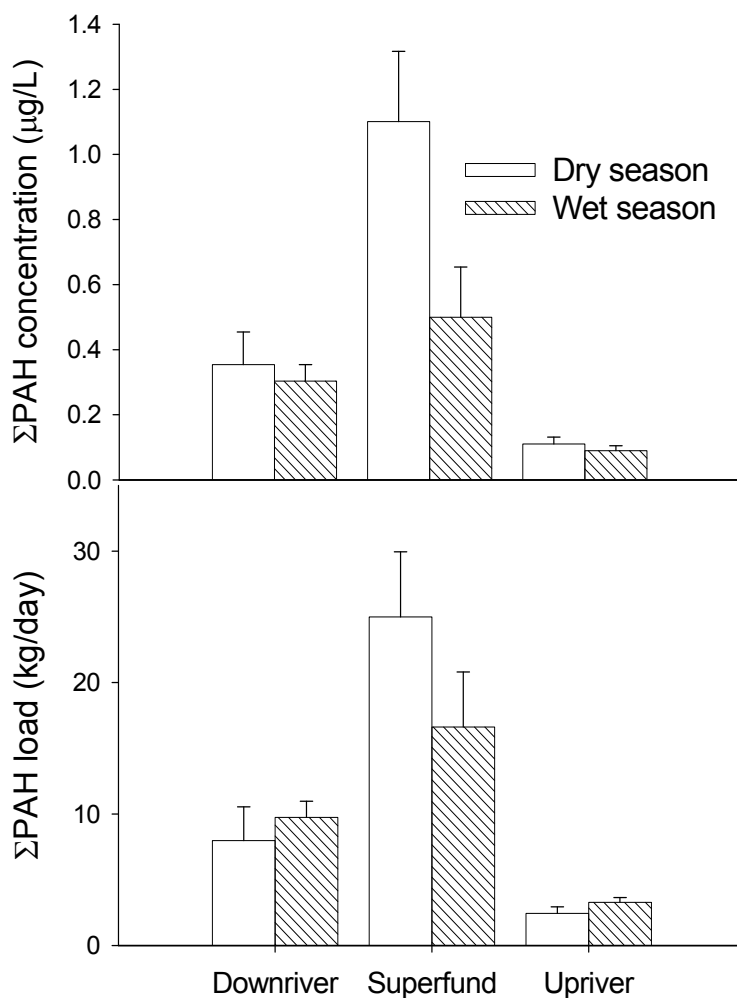 ΣPAH concentration (μg/L)
1.4
1.2
1.0
0.8
0.6
0.4
0.2
0.0
Dry season
Wet season
ΣPAH load (kg/day)
30
20
10
0
Downriver Superfund Upriver